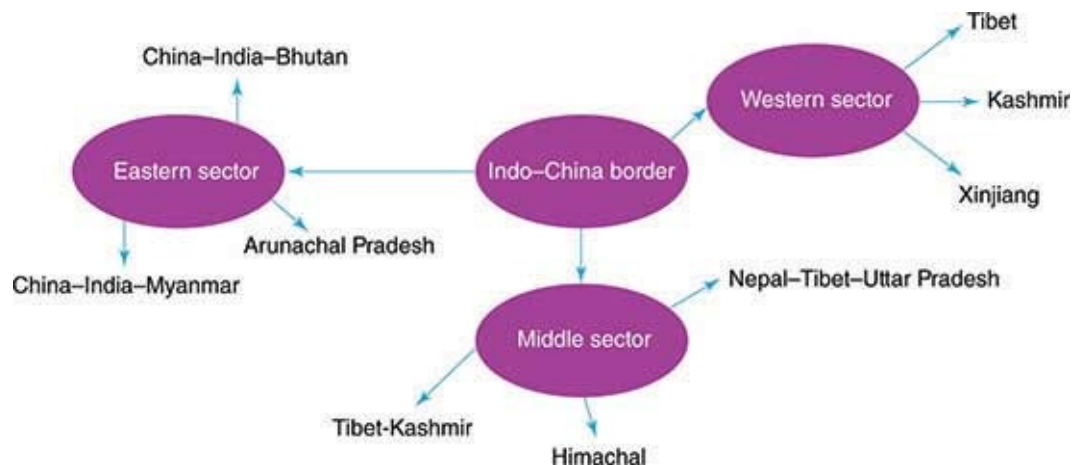 Tibet
China–India–Bhutan
Western sector
Kashmir
Eastern sector
Indo–China border
Xinjiang
Arunachal Pradesh
China–India–Myanmar
Nepal–Tibet–Uttar Pradesh
Middle sector
Tibet-Kashmir
Himachal